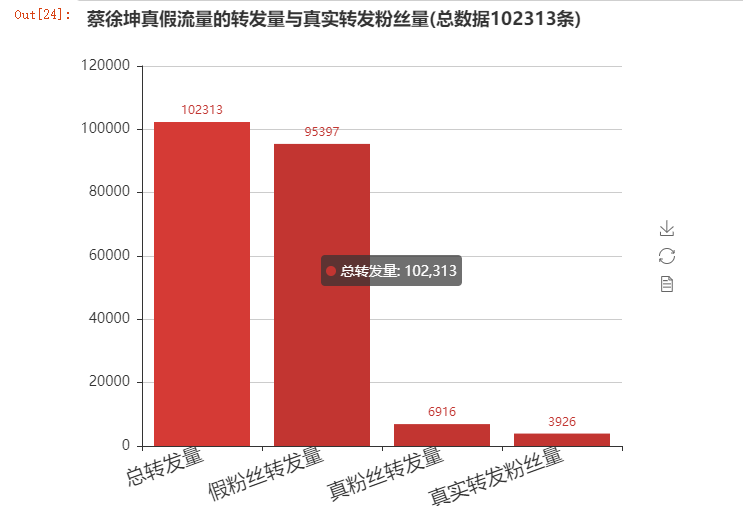 Out[24]:
蔡徐坤真假流量的转发量与真实转发粉丝量(总数据102313条)
120000
100000
80000
60000
40000
20000
0
102313
95397
6916
3926
总转发量: 102,313
总转发量
假粉丝转发量
真粉丝转发量
真实转发粉丝量